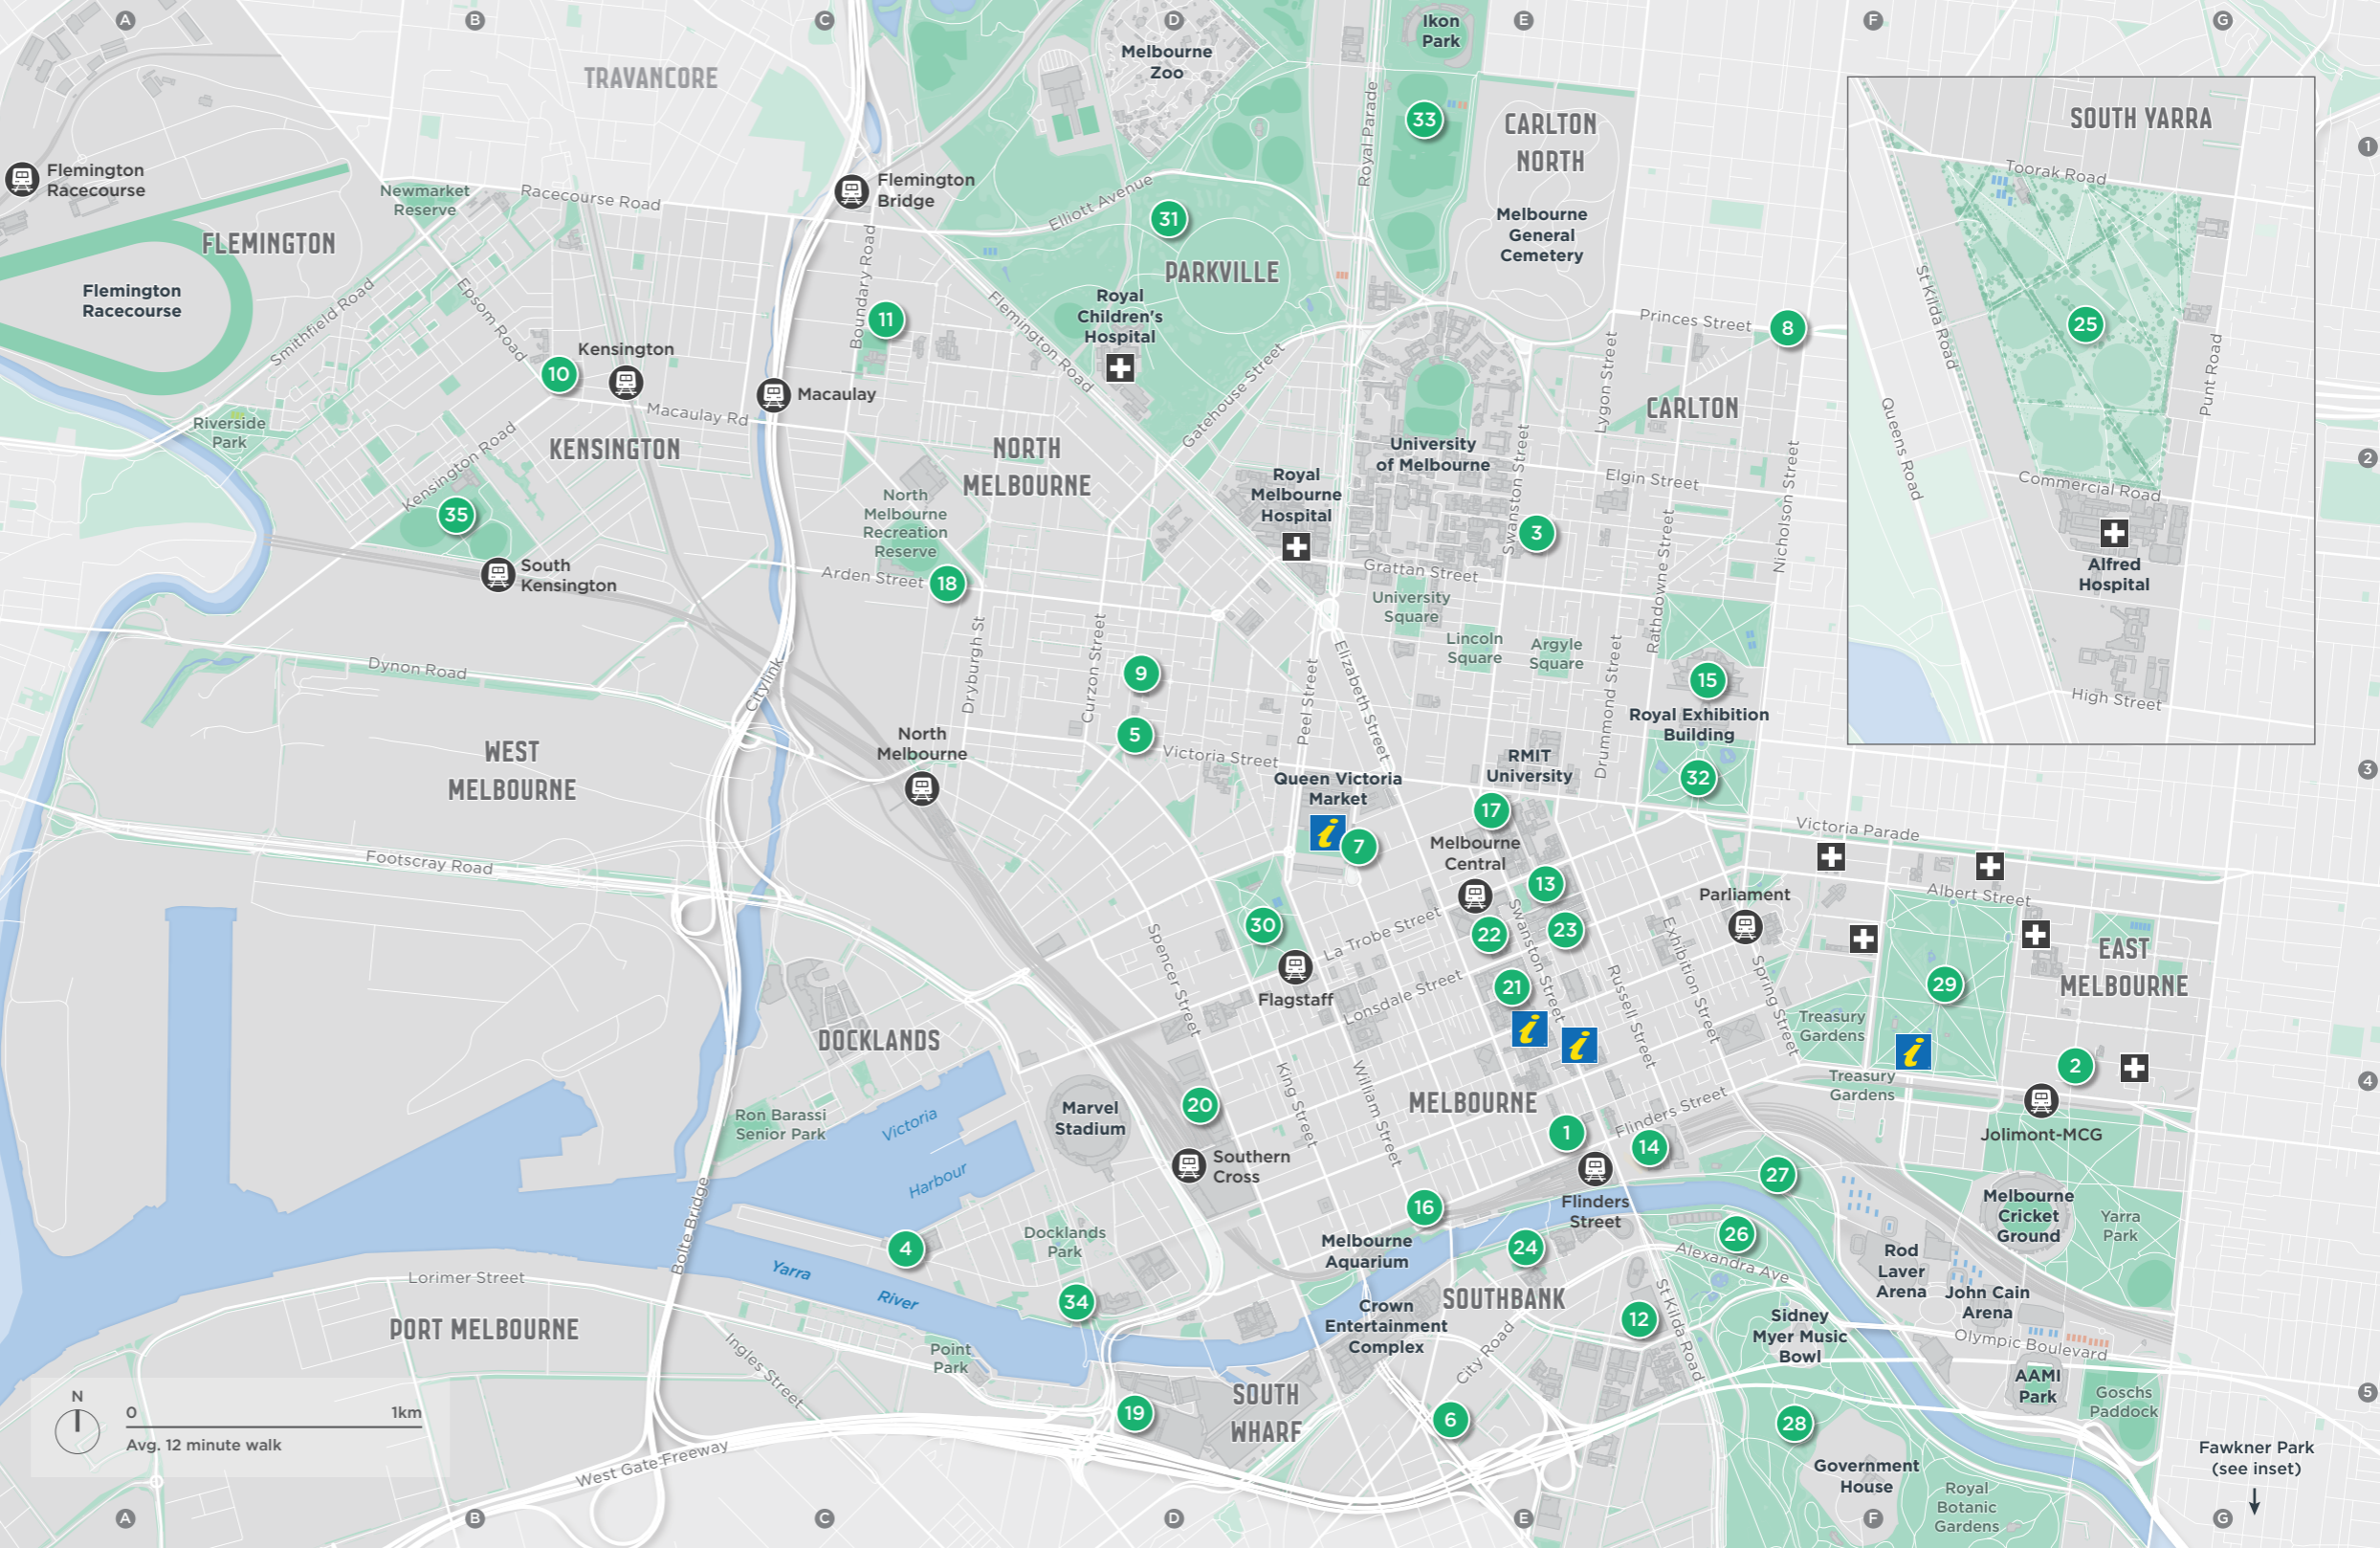 A
B
C
D
E
F
G
TRAVANCORE
Melbourne
Zoo
Ikon
Park
Royal Parade
33
CARLTON
NORTH
SOUTH YARRA
1
Toorak Road
Flemington
Racecourse
Newmarket
Reserve
Racecourse Road
Flemington
Bridge
Elliott Avenue
31
Melbourne
General
Cemetery
FLEMINGTON
PARKVILLE
Flemington
Racecourse
Smithfield Road
Epsom Road
Boundary Road
11
Flemington Road
Royal
Children's
Hospital
Princes Street
8
St Kilda Road
25
Punt Road
10
Kensington
Macaulay
Macaulay Rd
Gatehouse Street
Lygon Street
CARLTON
Queens Road
Riverside
Park
Kensington Road
KENSINGTON
NORTH
MELBOURNE
University
of Melbourne
Swanston Street
Elgin Street
Nicholson Street
2
Commercial Road
35
North
Melbourne
Recreation
Reserve
Royal
Melbourne
Hospital
3
Rathdowne Street
Alfred
Hospital
South
Kensington
Arden Street
18
Grattan Street
University
Square
Lincoln
Square
Argyle
Square
Dynon Road
Citylink
Dryburgh St
Curzon Street
9
Peel Street
Elizabeth Street
Drummond Street
15
Royal Exhibition
Building
High Street
WEST
MELBOURNE
North
Melbourne
5
Victoria Street
Queen Victoria
Market
RMIT
University
32
3
i
7
17
Melbourne
Central
Victoria Parade
Footscray Road
13
Parliament
Albert Street
30
La Trobe Street
22
Swanston Street
23
Exhibition Street
EAST
MELBOURNE
Spencer Street
Flagstaff
Lonsdale Street
21
Russell Street
Spring Street
29
DOCKLANDS
i
i
Treasury
Gardens
i
2
4
Ron Barassi
Senior Park
Victoria
Harbour
Marvel
Stadium
20
King Street
William Street
MELBOURNE
Flinders Street
Treasury
Gardens
Jolimont-MCG
1
14
Southern
Cross
27
Flinders
Street
Melbourne
Cricket
Ground
Yarra
Park
Bolte Bridge
4
Docklands
Park
16
Melbourne
Aquarium
24
26
Alexandra Ave
Rod
Laver
Arena
John Cain
Arena
Lorimer Street
Yarra
River
34
Crown
Entertainment
Complex
SOUTHBANK
12
St Kilda Road
Sidney
Myer Music
Bowl
Olympic Boulevard
PORT MELBOURNE
Ingles Street
Point
Park
City Road
AAMI
Park
Goschs
Paddock
5
N
0
1km
Avg. 12 minute walk
19
SOUTH
WHARF
6
28
West Gate Freeway
Government
House
Royal
Botanic
Gardens
Fawkner Park
(see inset)
A
B
C
D
E
F
G